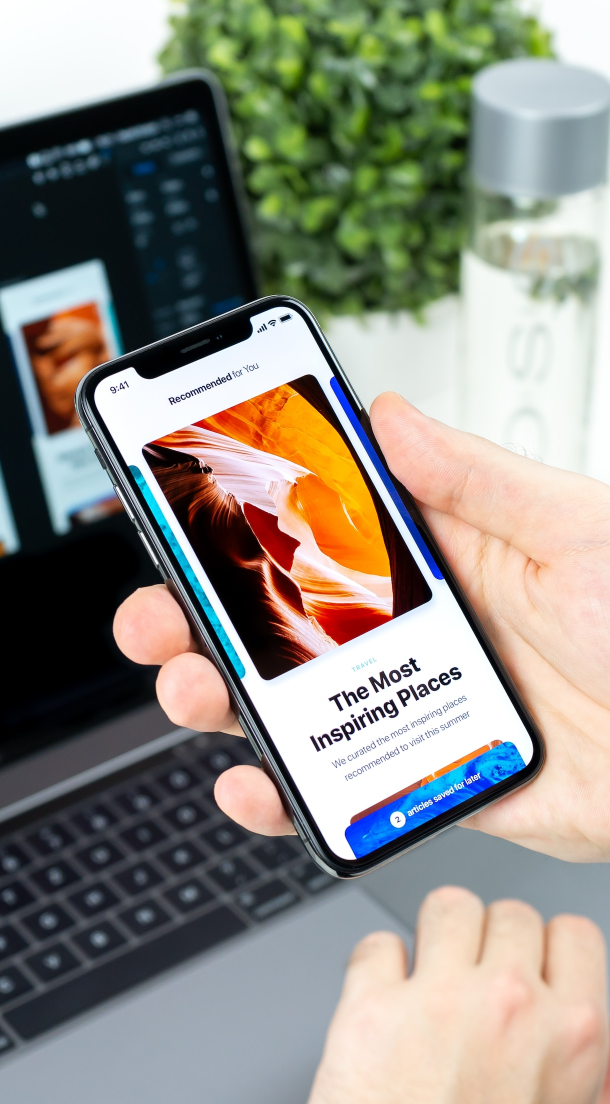 9:41
Recommended for You
TRAVEL
The Most
Inspiring Places
We curated the most inspiring places
recommended to visit this summer
2 articles saved for later